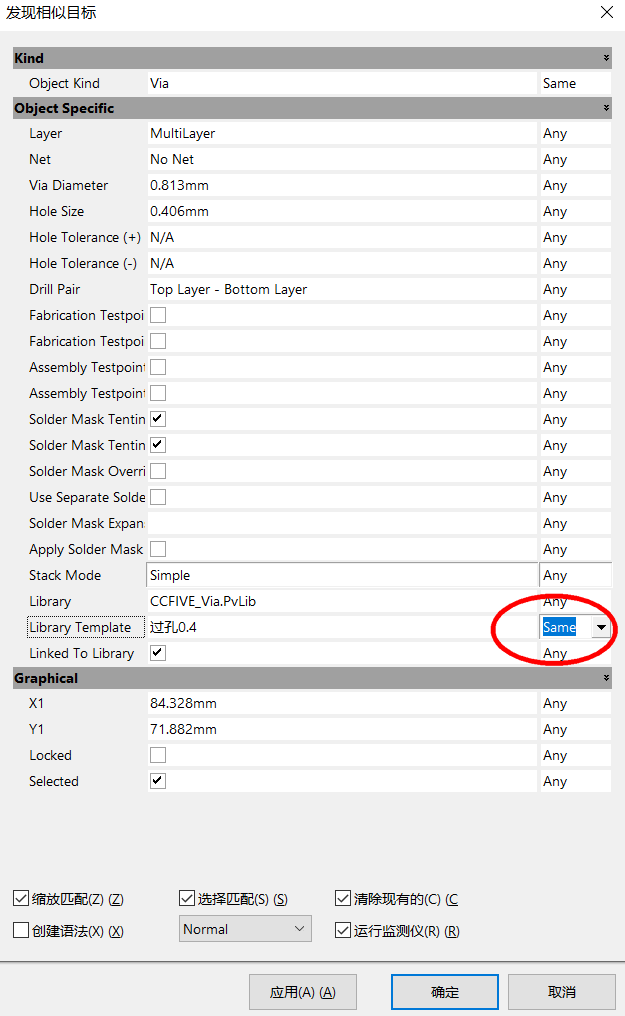 发现相似目标
Kind
Object Kind Via Same
Object Specific
Layer MultiLayer Any
Net No Net Any
Via Diameter 0.813mm Any
Hole Size 0.406mm Any
Hole Tolerance (+) N/A Any
Hole Tolerance (-) N/A Any
Drill Pair Top Layer - Bottom Layer Any
Fabrication Testpoi Any
Fabrication Testpoi Any
Assembly Testpoint Any
Assembly Testpoint Any
Solder Mask Tentin Any
Solder Mask Tentin Any
Solder Mask Overri Any
Use Separate Solde Any
Solder Mask Expan Any
Apply Solder Mask Any
Stack Mode Simple Any
Library CCFIVE_Via.PvLib Any
Library Template 过孔0.4 Same
Linked To Library Any
Graphical
X1 84.328mm Any
Y1 71.882mm Any
Locked Any
Selected Any
缩放匹配(Z) (Z) 选择匹配(S) (S) 清除现有的(C) (C
创建语法(X) (X) Normal 运行监测仪(R) (R)
应用(A) (A) 确定 取消